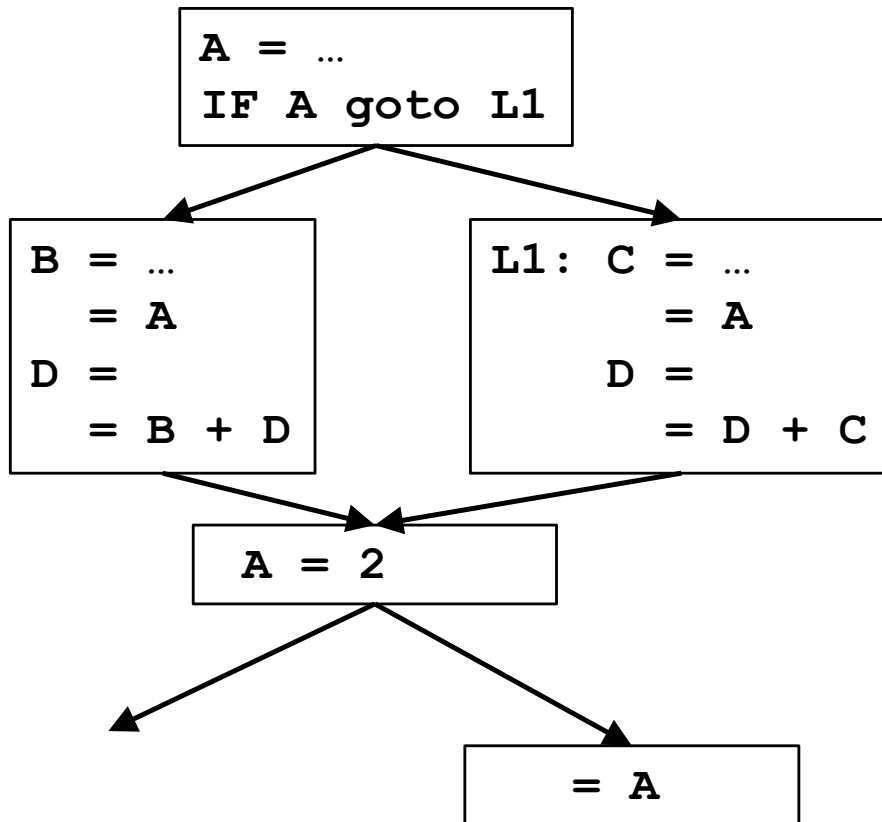 A = …
IF A goto L1
B = …
= A
D =
= B + D
L1: C = …
= A
D =
= D + C
A = 2
= A